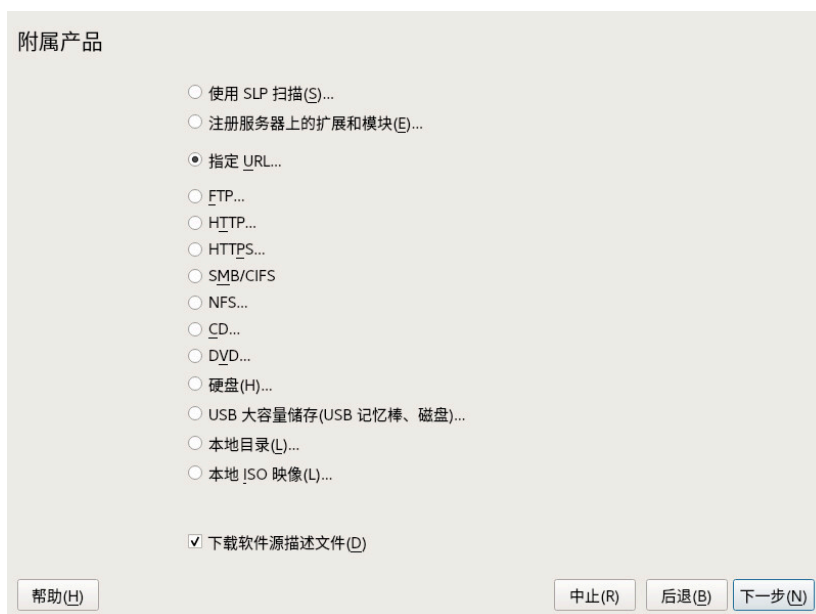 附属产品
使用 SLP 扫描(S)...
注册服务器上的扩展和模块(E)...
指定 URL...
FTP...
HTTP...
HTTPS...
SMB/CIFS
NFS...
CD...
DVD...
硬盘(H)...
USB 大容量储存(USB 记忆棒、磁盘)...
本地目录(L)...
本地 ISO 映像(L)...
下载软件源描述文件(D)
帮助(H) 中止(R) 后退(B) 下一步(N)